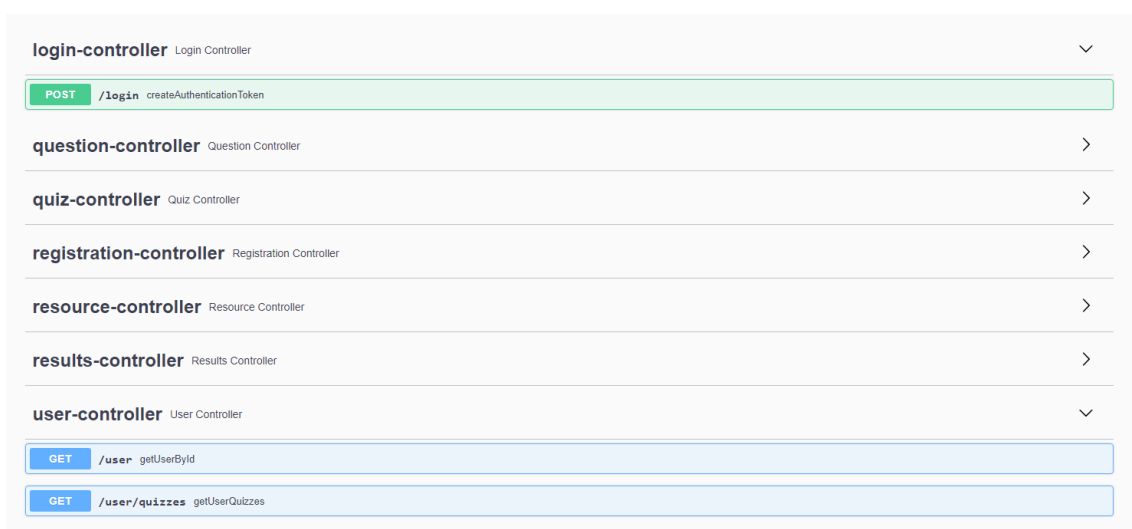 login-controller Login Controller
POST /login createAuthenticationToken
question-controller Question Controller
quiz-controller Quiz Controller
registration-controller Registration Controller
resource-controller Resource Controller
results-controller Results Controller
user-controller User Controller
GET /user getUserById
GET /user/quizzes getUserQuizzes